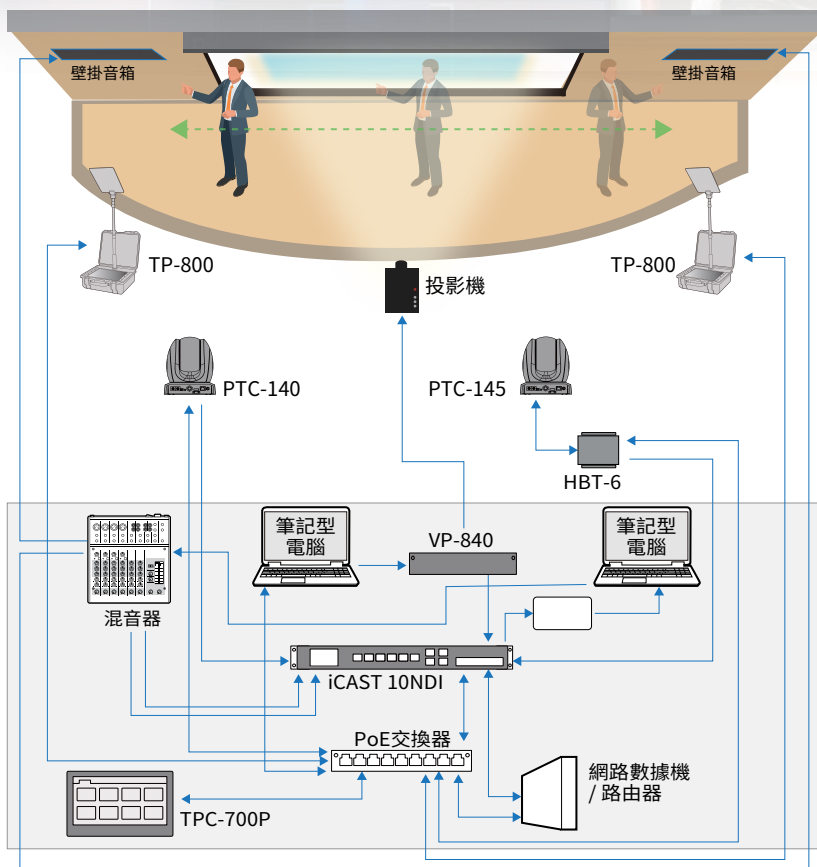 壁掛音箱
壁掛音箱
TP-800
TP-800
投影機
PTC-140
PTC-145
HBT-6
筆記型
電腦
VP-840
筆記型
電腦
混音器
iCAST 10NDI
PoE交換器
網路數據機
/ 路由器
TPC-700P